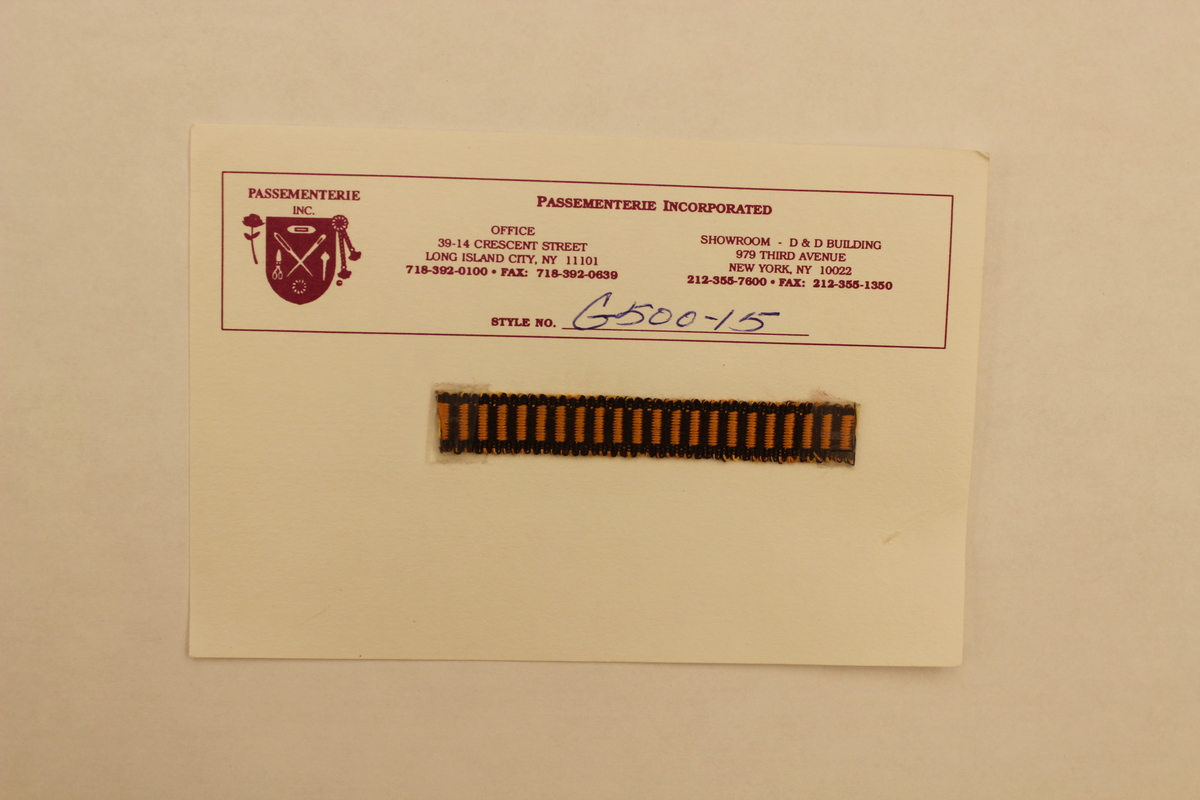 PASSEMENTERIE
INC.
PASSEMENTERIE INCORPORATED
OFFICE
39-14 CRESCENT STREET
LONG ISLAND CITY, NY 11101
718-392-0100 • FAX: 718-392-0639
SHOWROOM - D & D BUILDING
979 THIRD AVENUE
NEW YORK, NY 10022
212-355-7600 • FAX: 212-355-1350
STYLE NO. G500-15